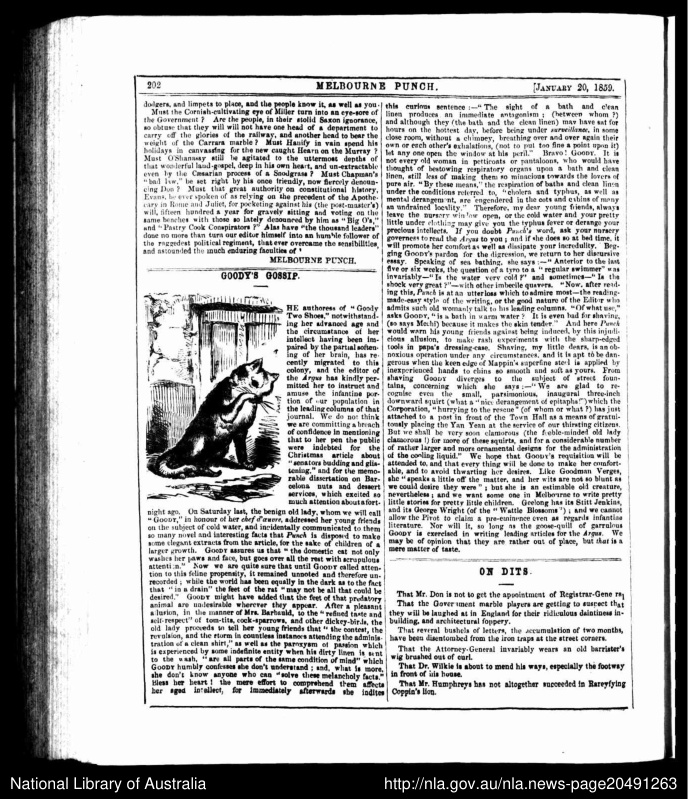 202
MELBOURNE PUNCH.
[JANUARY 20, 1859.
dodgers, and limpets to place, and the people know it, as well as you.
Must the Cornish-cultivating eye of Miller turn into an eye-sore of
the Government ? Are the people, in their stolid Saxon ignorance,
so obtuse that they will will not have one head of a department to
carry off the glories of the railway, and another head to bear the
weight of the Carrara marble ? Must Hanify in vain spend his
holidays in canvassing for the new caught Hearn on the Murray ?
Must O'Shanassy still be agitated to the uttermost depths of
that wonderful land-gospel, deep in his own heart, and un-extractable
even by the Cæsarian process of a Snodgrass ? Must Chapman's
"bad law," be set right by his once friendly, now fiercely denoun-
cing Don ? Must that great authority on constitutional history,
Evans, be ever spoken of as relying on the precedent of the Apothe-
cary in Rome and Juliet, for pocketing against his (the post-master's)
will, fifteen hundred a year for gravely sitting and voting on the
same benches with those so lately denounced by him as "Big O's,"
and "Pastry Cook Conspirators ?" Alas have "the thousand leaders"
done no more than turn our editor himself into an humble follower of
the raggedest political regiment, that ever overcame the sensibilities,
and astounded the much enduring faculties of
MELBOURNE PUNCH.
GOODY'S GOSSIP.
HE authoress of "Goody
Two Shoes," notwithstand-
ing her advanced age and
the circumstance of her
intellect having been im-
paired by the partial soften-
ing of her brain, has re-
cently migrated to this
colony, and the editor of
the Argus has kindly per-
mitted her to instruct and
amuse the infantine por-
tion of our population in
the leading columns of that
journal. We do not think
we are committing a breach
of confidence in mentioning
that to her pen the public
were indebted for the
Christmas article about
"senators budding and glis-
tening," and for the memo-
rable dissertation on Bar-
celona nuts and dessert
services, which excited so
much attention about a fort-
night ago. On Saturday last, the benign old lady, whom we will call
"GOODY," in honour of her chef d'œuvre, addressed her young friends
on the subject of cold water, and incidentally communicated to them
so many novel and interesting facts that Punch is disposed to make
some elegant extracts from the article, for the sake of children of a
larger growth. GOODY assures us that "the domestic cat not only
washes her paws and face, but goes over all the rest with scrupulous
attention." Now we are quite sure that until GOODY called atten-
tion to this feline propensity, it remained unnoted and therefore un-
recorded ; while the world has been equally in the dark as to the fact
that "in a drain" the feet of the rat "may not be all that could be
desired." GOODY might have added that the feet of that predatory
animal are undesirable wherever they appear. After a pleasant
allusion, in the manner of Mrs. Barbauld, to the "refined taste and
self-respect" of tom-tits, cock-sparrows, and other dickey-birds, the
old lady proceeds to tell her young friends that "the contest, the
revulsion, and the storm in countless instances attending the adminis-
tration of a clean shirt," as well as the paroxysm of passion which
is experienced by some indefinite entity when his dirty linen is sent
to the wash, "are all parts of the same condition of mind" which
GOODY humbly confesses she don't understand ; and, what is more,
she don't know anyone who can "solve these melancholy facts."
Bless her heart ! the mere effort to comprehend them affects
her aged intellect, for immediately afterwards she indites
this curious sentence :—"The sight of a bath and clean
linen produces an immediate antagonism ; (between whom ?)
and although they (the bath and the clean linen) may have sat for
hours on the hottest day, before being under surveillance, in some
close room, without a chimney, breathing over and over again their
own or each other's exhalations, (not to put too fine a point upon it)
let any one open the window at his peril." Bravo ! GOODY. It is
not every old woman in petticoats or pantaloons, who would have
thought of bestowing respiratory organs upon a bath and clean
linen, still less of making them so minacious towards the lovers of
pure air. "By these means," the respiration of baths and clean linen
under the conditions referred to, "cholera and typhus, as well as
mental derangement, are engendered in the cots and cabins of many
an undrained locality." Therefore, my dear young friends, always
leave the nursery window open, or the cold water and your pretty
little under clothing may give you the typhus fever or derange your
precious intellects. If you doubt Punch's word, ask your nursery
governess to read the Argus to you ; and if she does so at bed time, it
will promote her comfort as well as dissipate your incredulity. Beg-
ging GOODY'S pardon for the digression, we return to her discursive
essay. Speaking of sea bathing, she says :—"Anterior to the last
five or six weeks, the question of a tyro to a "regular swimmer" was
invariably—"Is the water very cold ?" and sometimes—"Is the
shock very great ?"—with other imbecile quavers. "Now, after read-
ing this, Punch is at an utter loss which to admire most—the reading-
made-easy style of the writing, or the good nature of the Editor who
admits such old womanly talk to his leading columns. "Of what use,"
asks GOODY, "is a bath in warm water ? It is even bad for shaving,
(so says Mechi) because it makes the skin tender." And here Punch
would warn his young friends against being induced, by this injudi-
cious allusion, to make rash experiments with the sharp-edged
tools in papa's dressing-case. Shaving, my little dears, is an ob-
noxious operation under any circumstances, and it is apt to be dan-
gerous when the keen edge of Mappin's superfine steel is applied by
inexperienced hands to chins so smooth and soft as yours. From
shaving GOODY diverges to the subject of street foun-
tains, concerning which she says :—"We are glad to re-
cognise even the small, parsimonious, inaugural three-inch
downward squirt (what a "nice derangement of epitaphs!") which the
Corporation, "hurrying to the rescue" (of whom or what ?) has just
attached to a post in front of the Town Hall as a means of gratui-
tously placing the Yan Yean at the service of our thirsting citizens.
But we shall be very soon clamorous (the feeble-minded old lady
clamorous !) for more of these squirts, and for a considerable number
of rather larger and more ornamental designs for the administration
of the cooling liquid." We hope that GOODY'S requisition will be
attended to, and that every thing will be done to make her comfort-
able, and to avoid thwarting her desires. Like Goodman Verges,
she "speaks a little off the matter, and her wits are not so blunt as
we could desire they were" ; but she is an estimable old creature,
nevertheless ; and we want some one in Melbourne to write pretty
little stories for pretty little children. Geelong has its Stitt Jenkins,
and its George Wright (of the "Wattle Blossoms") ; and we cannot
allow the Pivot to claim a pre-eminence even as regards infantine
literature. Nor will it, so long as the goose-quill of garrulous
GOODY is exercised in writing leading articles for the Argus. We
may be of opinion that they are rather out of place, but that is a
mere matter of taste.
ON DITS.
That Mr. Don is not to get the appointment of Registrar-General
That the Government marble players are getting to suspect that
they will be laughed at in England for their ridiculous daintiness in-
building, and architectural foppery.
That several bushels of letters, the accumulation of two months,
have been disentombed from the iron traps at the street corners.
That the Attorney-General invariably wears an old barrister's
wig brushed out of curl.
That Dr. Wilkie is about to mend his ways, especially the footway
in front of his house.
That Mr. Humphreys has not altogether succeeded in Rareyfying
Coppin's lion.
National Library of Australia
http://nla.gov.au/nla.news-page20491263